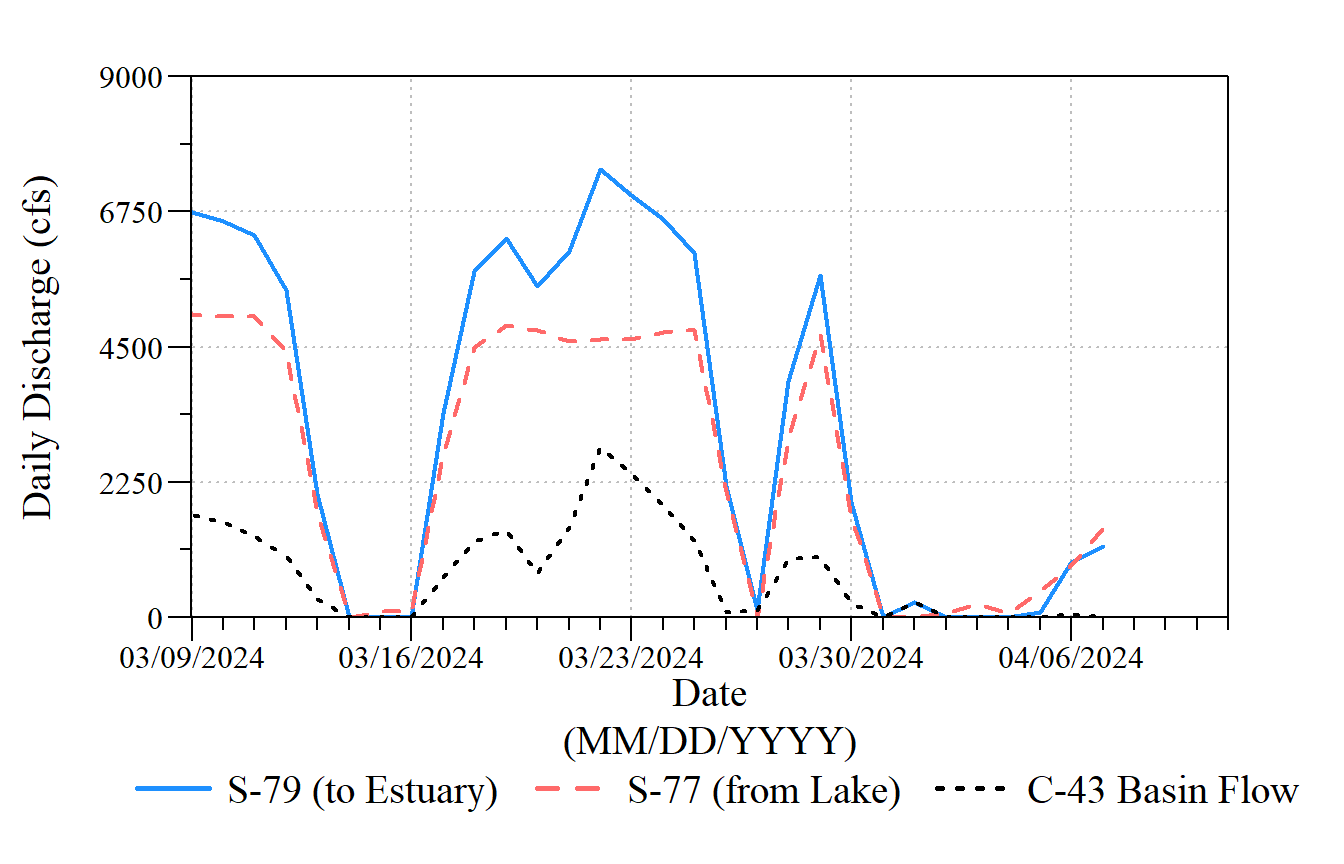 9000
6750
4500
2250
0
Daily Discharge (cfs)
03/09/2024 03/16/2024 03/23/2024 03/30/2024 04/06/2024
Date
(MM/DD/YYYY)
S-79 (to Estuary) S-77 (from Lake) C-43 Basin Flow